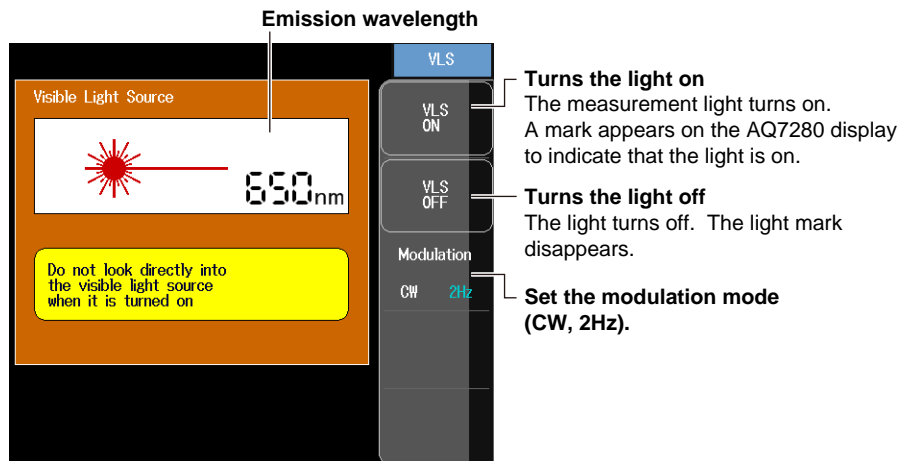 Emission wavelength
VLS
Visible Light Source
650nm
Do not look directly into
the visible light source
when it is turned on
VLS
ON
VLS
OFF
Modulation
CW 2Hz
Turns the light on
The measurement light turns on.
A mark appears on the AQ7280 display
to indicate that the light is on.
Turns the light off
The light turns off. The light mark
disappears.
Set the modulation mode
(CW, 2Hz).